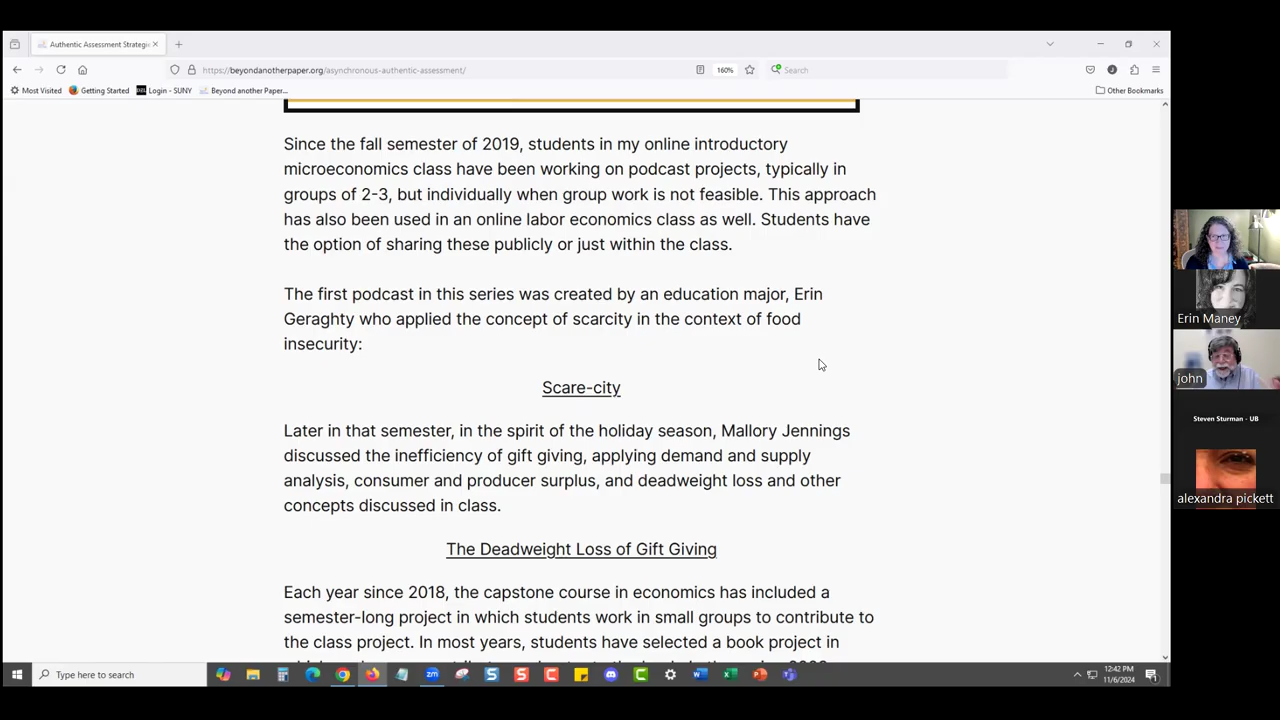 Authentic Assessment Strategie
https://beyondanotherpaper.org/asynchronous-authentic-assessment/
160%
Search
Most Visited
Getting Started
Login - SUNY
Beyond another Paper...
Other Bookmarks
Since the fall semester of 2019, students in my online introductory
microeconomics class have been working on podcast projects, typically in
groups of 2-3, but individually when group work is not feasible. This approach
has also been used in an online labor economics class as well. Students have
the option of sharing these publicly or just within the class.
The first podcast in this series was created by an education major, Erin
Geraghty who applied the concept of scarcity in the context of food
insecurity:
Scare-city
Later in that semester, in the spirit of the holiday season, Mallory Jennings
discussed the inefficiency of gift giving, applying demand and supply
analysis, consumer and producer surplus, and deadweight loss and other
concepts discussed in class.
The Deadweight Loss of Gift Giving
Each year since 2018, the capstone course in economics has included a
semester-long project in which students work in small groups to contribute to
the class project. In most years, students have selected a book project in
Erin Maney
john
Steven Sturman - UB
alexandra pickett
Type here to search
12:42 PM
11/6/2024